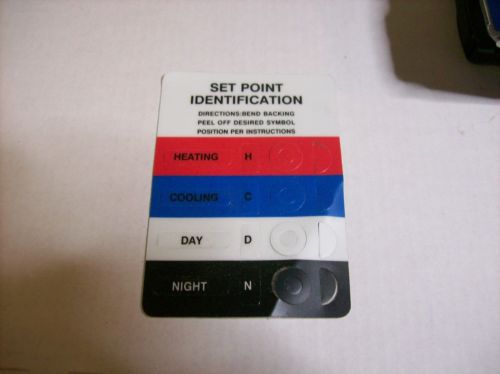 SET POINT
IDENTIFICATION
DIRECTIONS:BEND BACKING
PEEL OFF DESIRED SYMBOL
POSITION PER INSTRUCTIONS
HEATING H
COOLING C
DAY D
NIGHT N